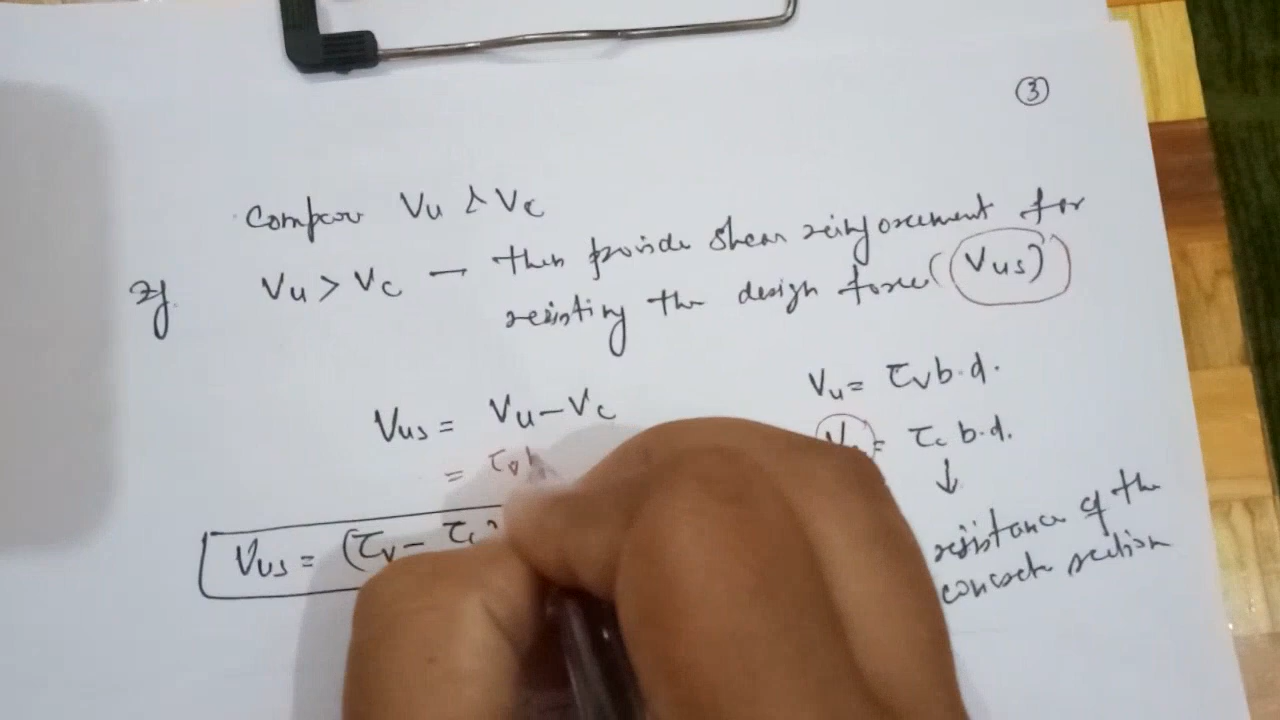 ③
Compare Vu & Vc
If Vu > Vc — then provide shear reinforcement for
resisting the design force (Vus)
Vus = Vu - Vc
= τv
Vus = (τv - τc)
Vu = τv b.d.
= τc b.d.
↓
resistance of the
concrete section